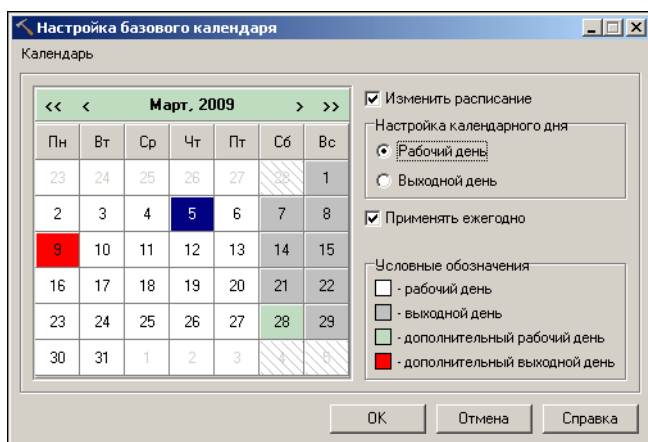 Настройка базового календаря
Календарь
<< < Март, 2009 > >>
Пн Вт Ср Чт Пт Сб Вс
23 24 25 26 27 28 1
2 3 4 5 6 7 8
9 10 11 12 13 14 15
16 17 18 19 20 21 22
23 24 25 26 27 28 29
30 31 1 2 3 4 5
Изменить расписание
Настройка календарного дня
Рабочий день
Выходной день
Применять ежегодно
Условные обозначения
- рабочий день
- выходной день
- дополнительный рабочий день
- дополнительный выходной день
OK Отмена Справка